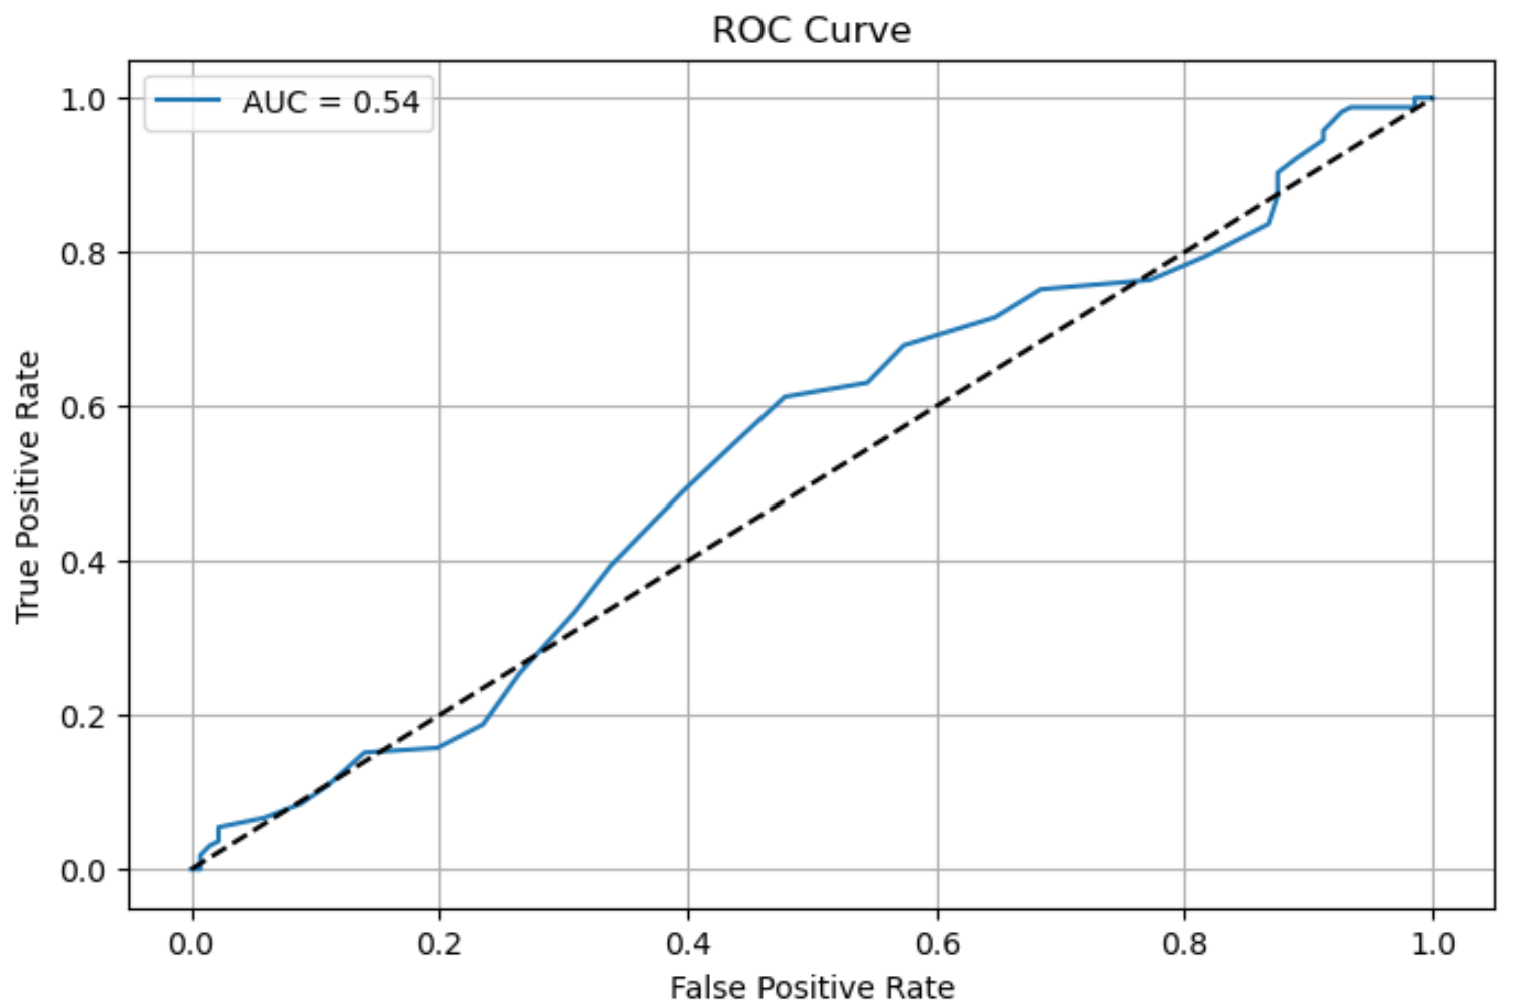 ROC Curve
AUC = 0.54
1.0
0.8
0.6
0.4
0.2
0.0
True Positive Rate
0.0 0.2 0.4 0.6 0.8 1.0
False Positive Rate